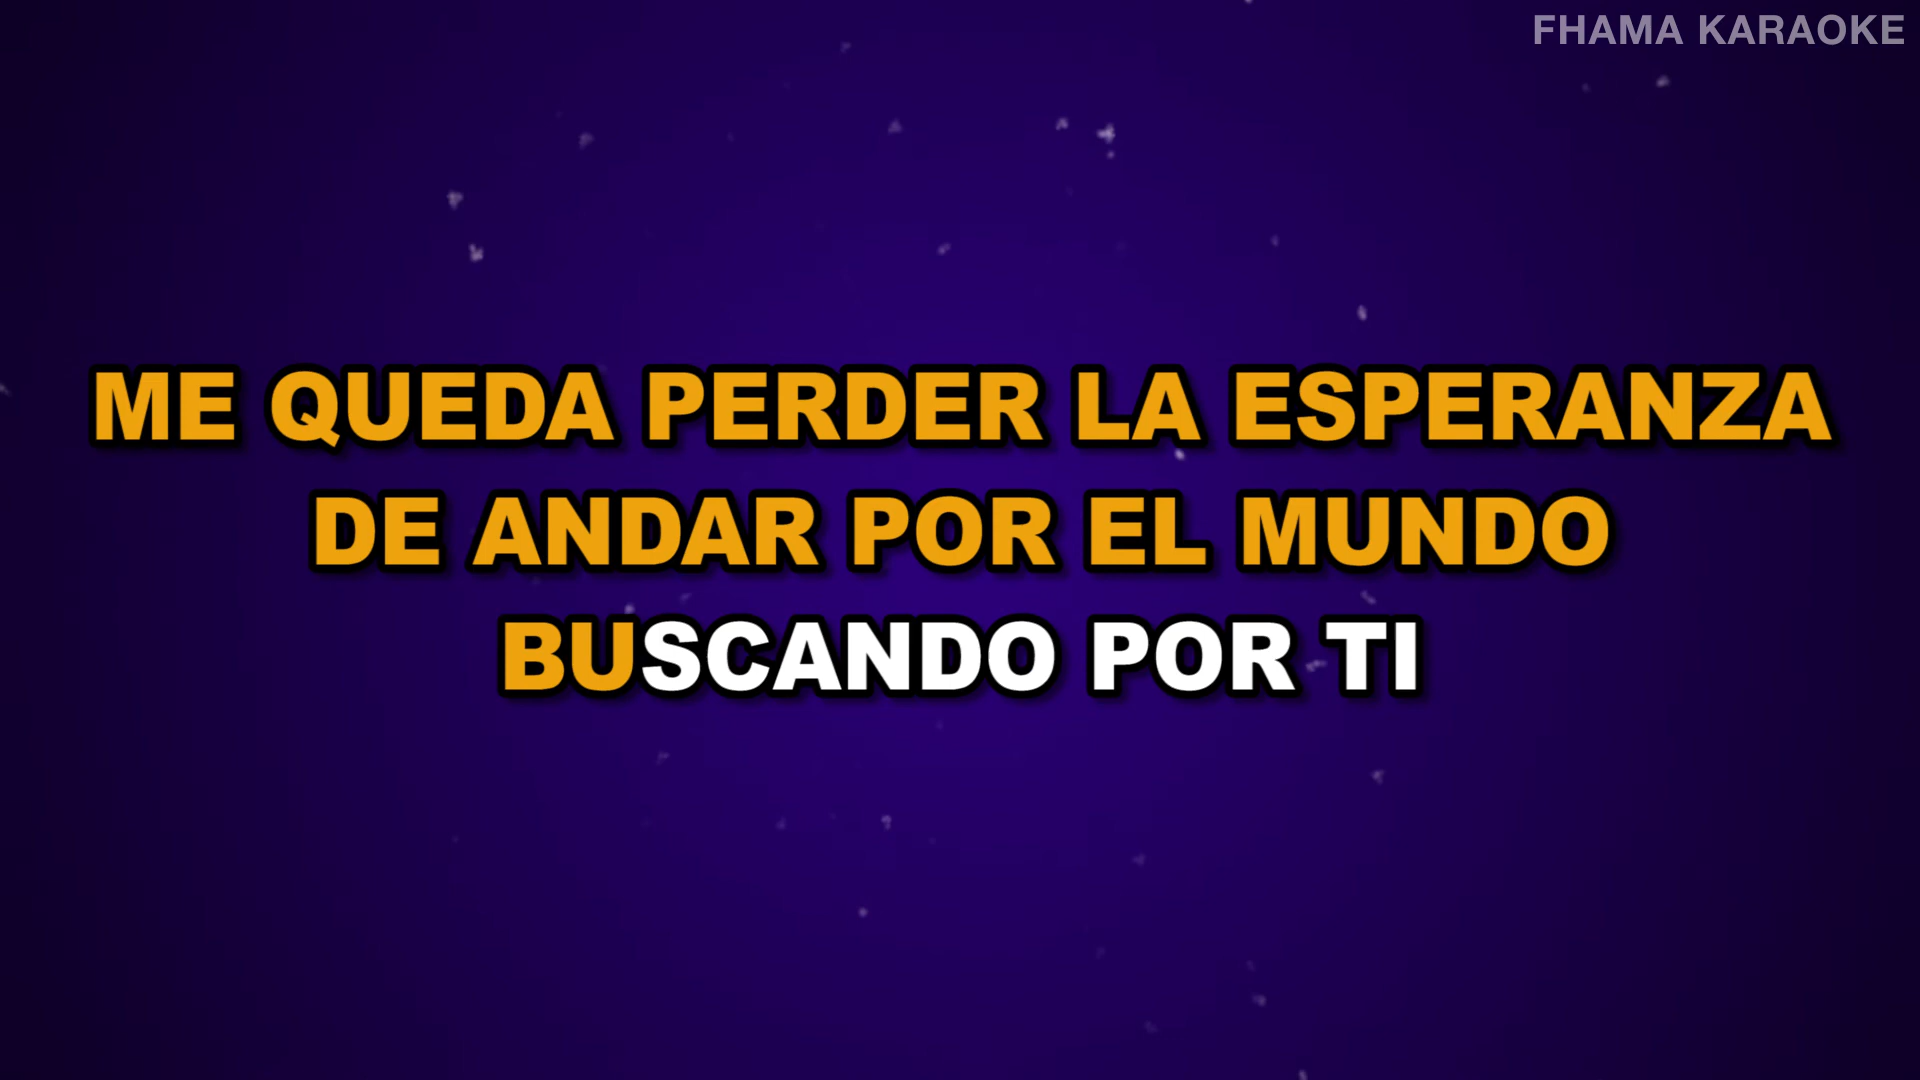 FHAMA KARAOKE
ME QUEDA PERDER LA ESPERANZA
DE ANDAR POR EL MUNDO
BUSCANDO POR TI